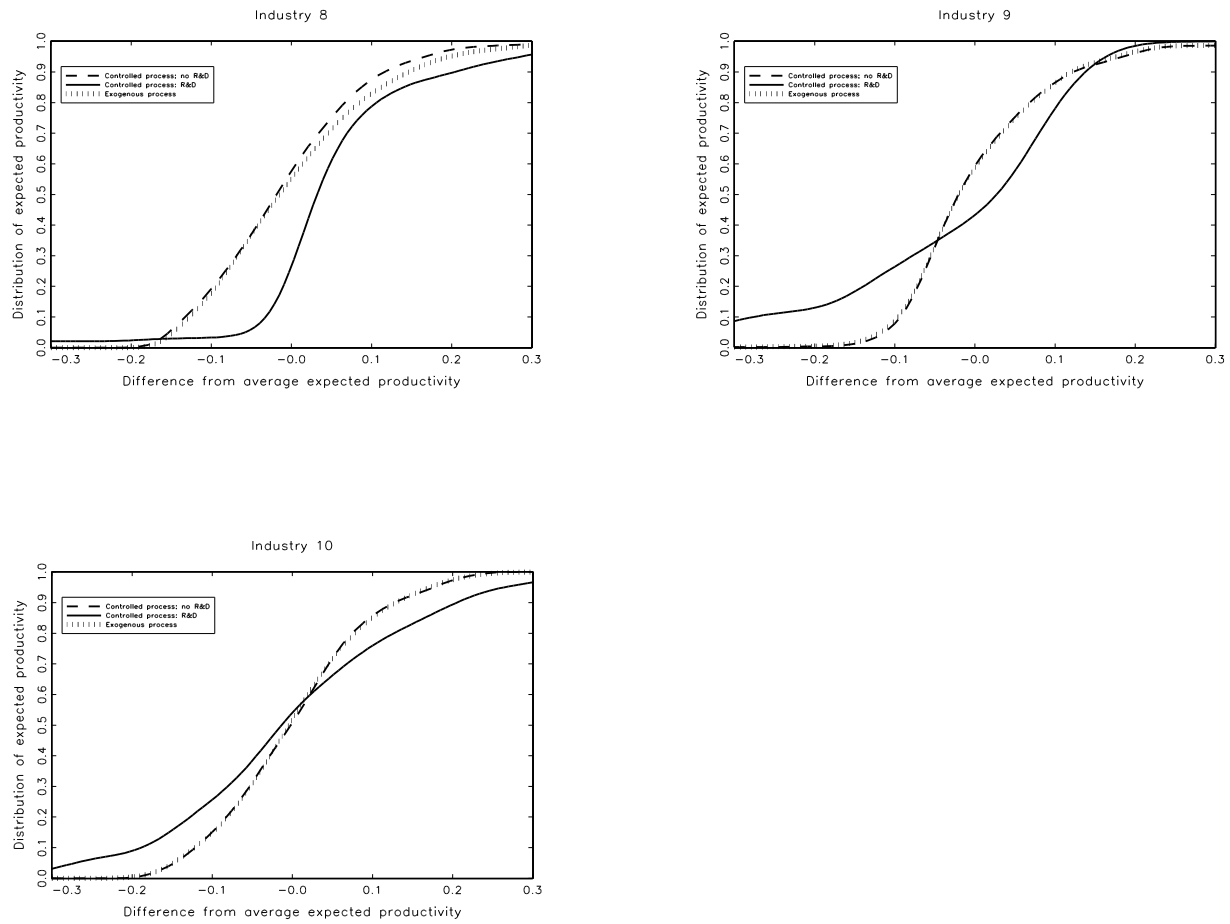 Industry 8
Distribution of expected productivity
1.0
0.9
0.8
0.7
0.6
0.5
0.4
0.3
0.2
0.1
0.0
Controlled process; no R&D
Controlled process; R&D
Exogenous process
−0.3 −0.2 −0.1 −0.0 0.1 0.2 0.3
Difference from average expected productivity
Industry 9
Distribution of expected productivity
1.0
0.9
0.8
0.7
0.6
0.5
0.4
0.3
0.2
0.1
0.0
Controlled process; no R&D
Controlled process; R&D
Exogenous process
−0.3 −0.2 −0.1 −0.0 0.1 0.2 0.3
Difference from average expected productivity
Industry 10
Distribution of expected productivity
1.0
0.9
0.8
0.7
0.6
0.5
0.4
0.3
0.2
0.1
0.0
Controlled process; no R&D
Controlled process; R&D
Exogenous process
−0.3 −0.2 −0.1 −0.0 0.1 0.2 0.3
Difference from average expected productivity